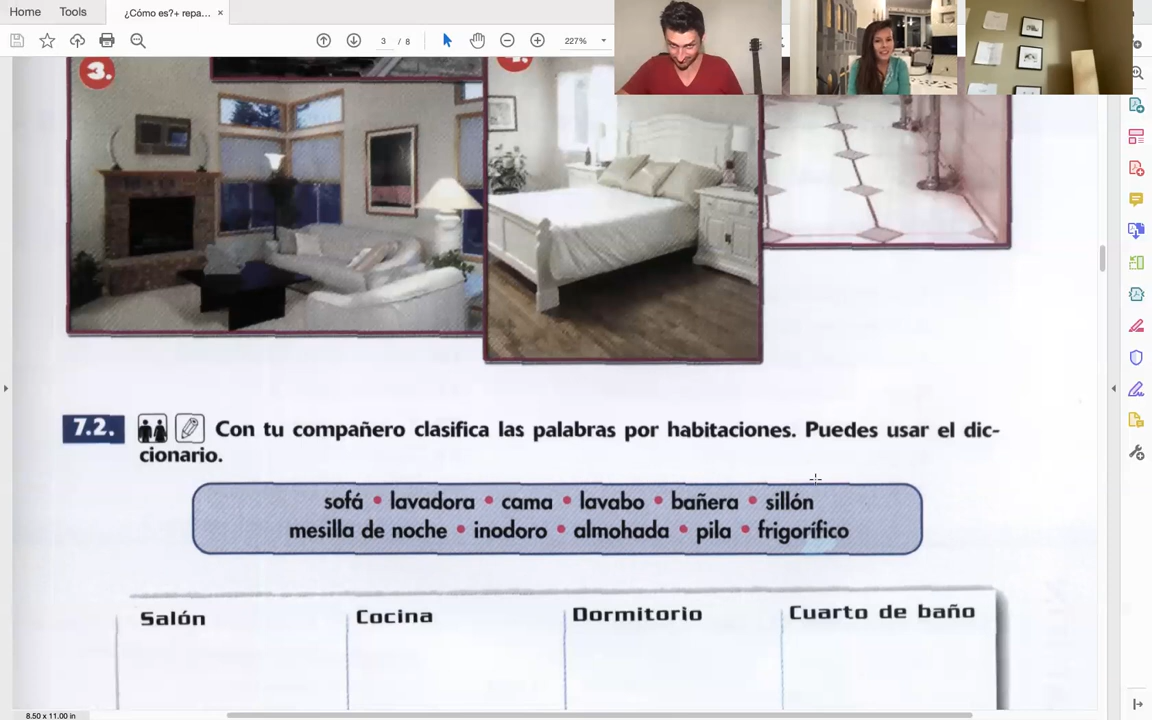 Home
Tools
¿Cómo es?+ repa...
×
3 / 8
227%
3.
7.2. Con tu compañero clasifica las palabras por habitaciones. Puedes usar el dic-
cionario.
sofá • lavadora • cama • lavabo • bañera • sillón
mesilla de noche • inodoro • almohada • pila • frigorífico
Salón
Cocina
Dormitorio
Cuarto de baño
8.50 x 11.00 in